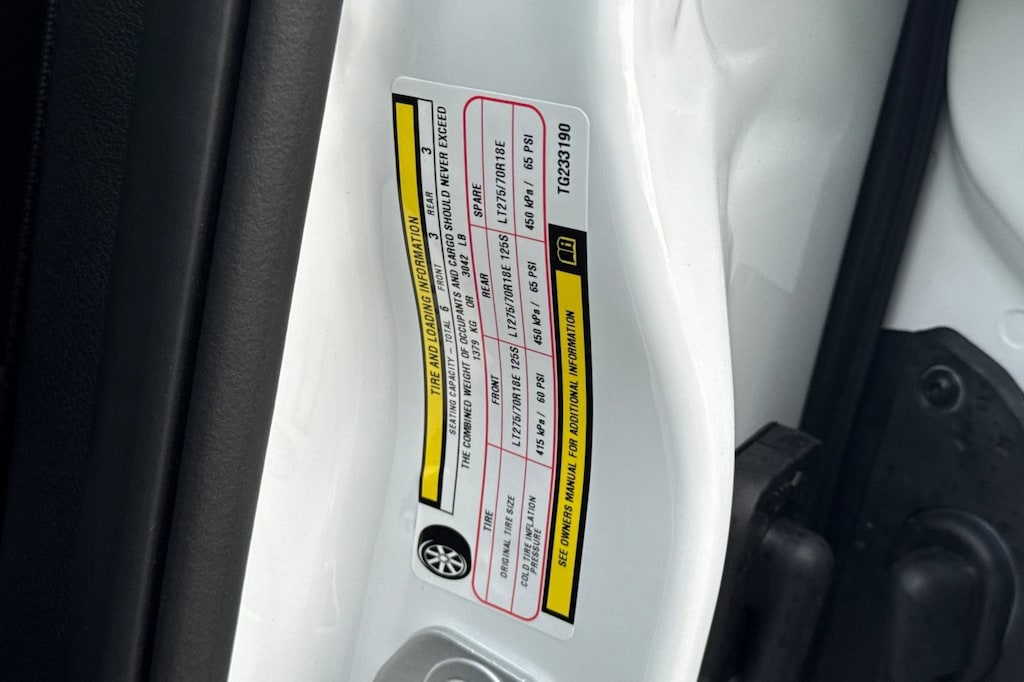 TIRE AND LOADING INFORMATION
SEATING CAPACITY – TOTAL 6 FRONT 3 REAR 3
THE COMBINED WEIGHT OF OCCUPANTS AND CARGO SHOULD NEVER EXCEED
1379 KG OR 3042 LB
TIRE FRONT REAR SPARE
ORIGINAL TIRE SIZE LT275/70R18E 125S LT275/70R18E 125S LT275/70R18E
COLD TIRE INFLATION PRESSURE 415 kPa / 60 PSI 450 kPa / 65 PSI 450 kPa / 65 PSI
SEE OWNERS MANUAL FOR ADDITIONAL INFORMATION
TG233190